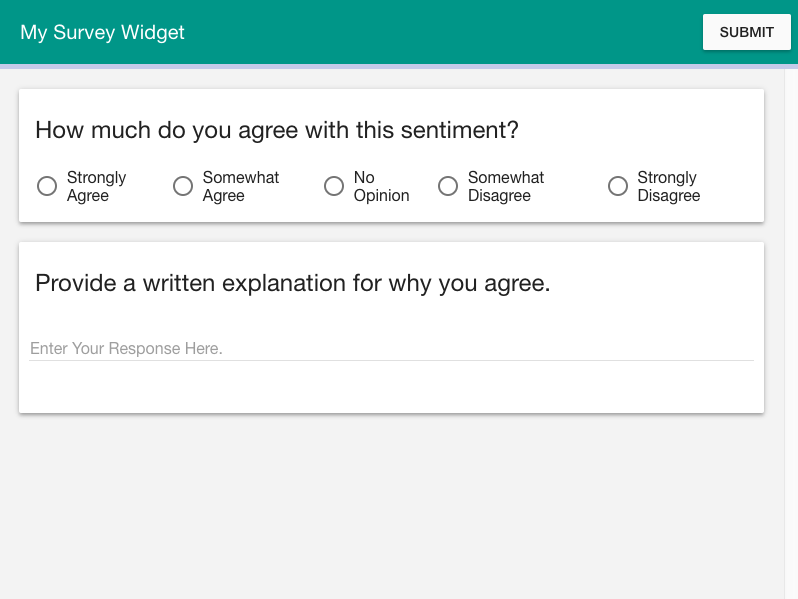 My Survey Widget
SUBMIT
How much do you agree with this sentiment?
Strongly Agree
Somewhat Agree
No Opinion
Somewhat Disagree
Strongly Disagree
Provide a written explanation for why you agree.
Enter Your Response Here.